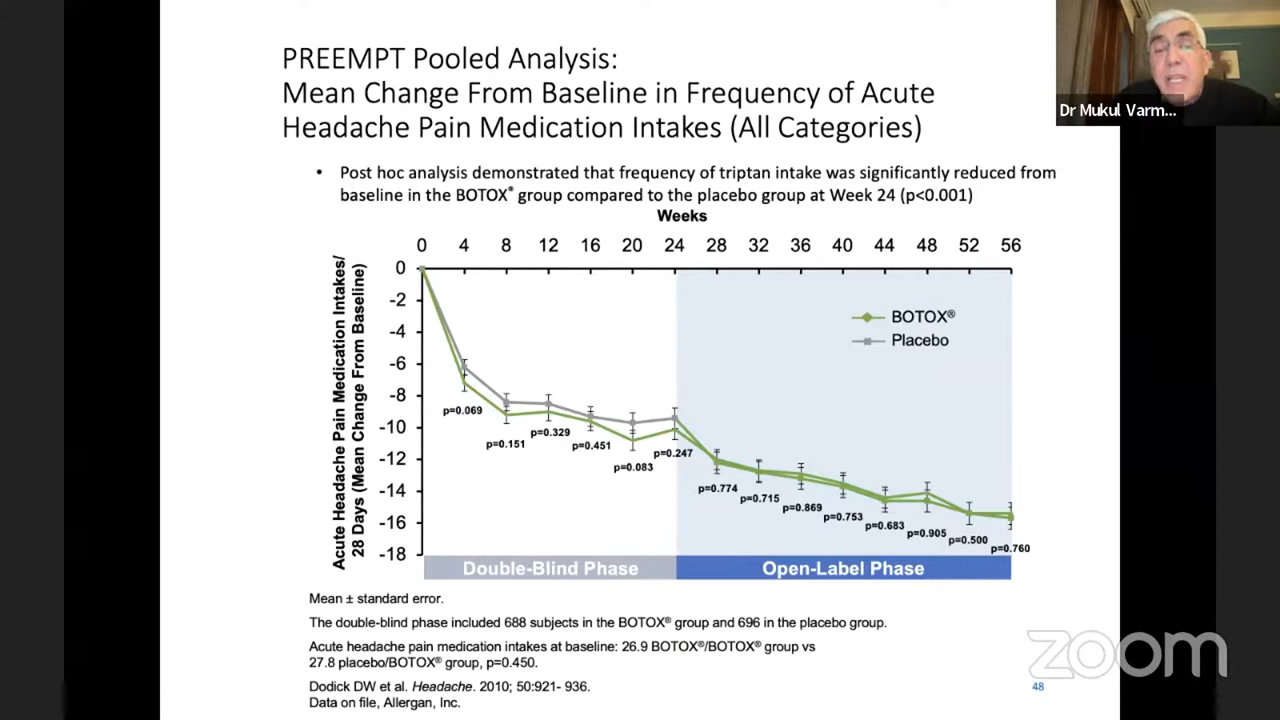 PREEMPT Pooled Analysis:
Mean Change From Baseline in Frequency of Acute
Headache Pain Medication Intakes (All Categories)
Dr Mukul Varm...
• Post hoc analysis demonstrated that frequency of triptan intake was significantly reduced from
baseline in the BOTOX® group compared to the placebo group at Week 24 (p<0.001)
Weeks
0 4 8 12 16 20 24 28 32 36 40 44 48 52 56
Acute Headache Pain Medication Intakes/
28 Days (Mean Change From Baseline)
0
-2
-4
-6
-8
-10
-12
-14
-16
-18
BOTOX®
Placebo
p=0.069
p=0.151
p=0.329
p=0.451
p=0.083
p=0.247
p=0.774
p=0.715
p=0.869
p=0.753
p=0.683
p=0.905
p=0.500
p=0.760
Double-Blind Phase
Open-Label Phase
Mean ± standard error.
The double-blind phase included 688 subjects in the BOTOX® group and 696 in the placebo group.
Acute headache pain medication intakes at baseline: 26.9 BOTOX®/BOTOX® group vs
27.8 placebo/BOTOX® group, p=0.450.
Dodick DW et al. Headache. 2010; 50:921- 936.
Data on file, Allergan, Inc.
zoom
48